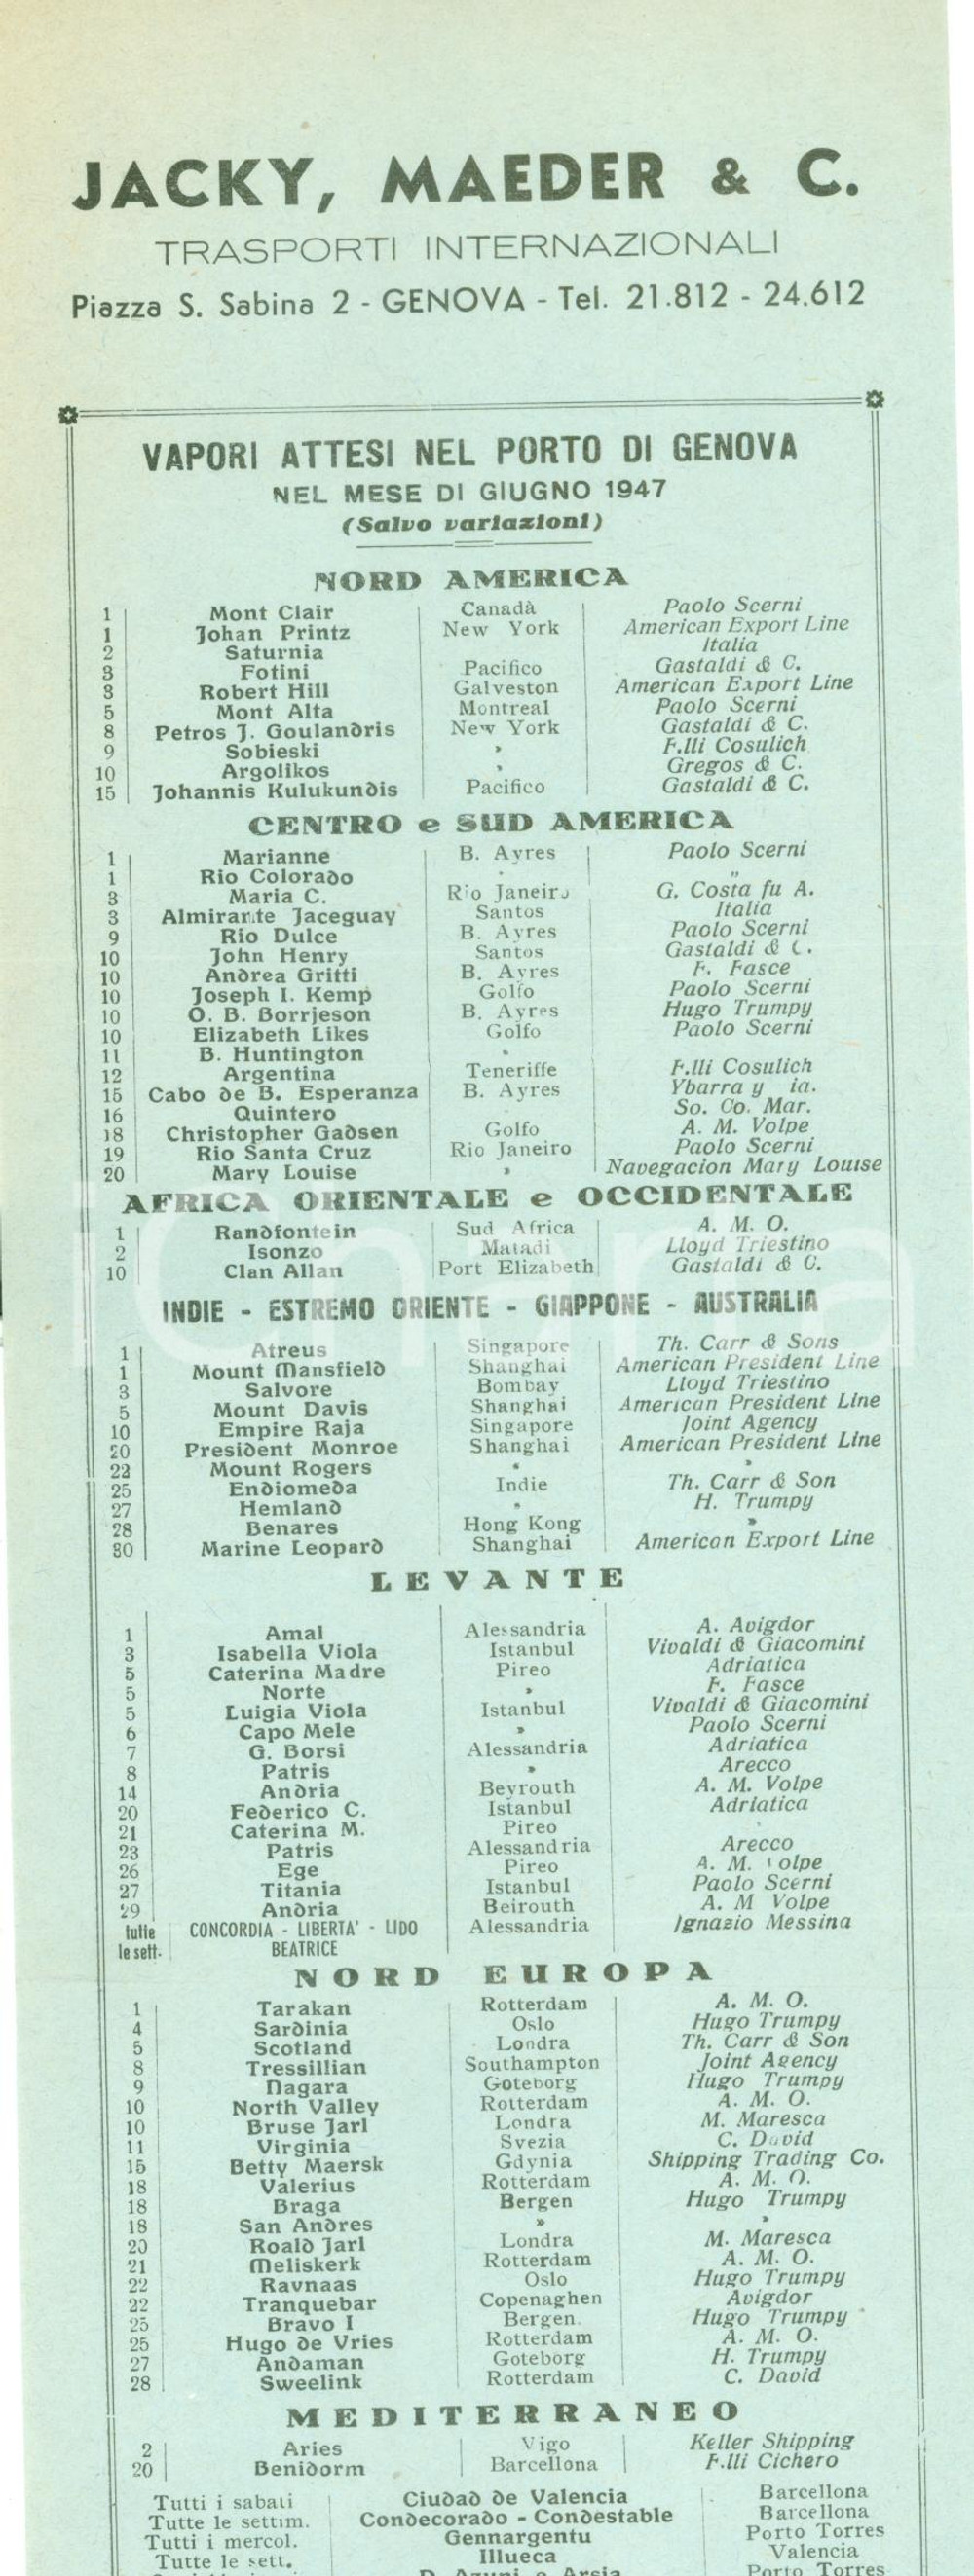 JACKY, MAEDER & C.
TRASPORTI INTERNAZIONALI
Piazza S. Sabina 2 - GENOVA - Tel. 21.812 - 24.612
VAPORI ATTESI NEL PORTO DI GENOVA
NEL MESE DI GIUGNO 1947
(Salvo variazioni)
NORD AMERICA
1 Mont Clair Canadà Paolo Scerni
1 Johan Printz New York American Export Line
2 Saturnia Italia
3 Fotini Pacifico Gastaldi & C.
3 Robert Hill Galveston American Export Line
5 Mont Alta Montreal Paolo Scerni
8 Petros J. Goulandris New York Gastaldi & C.
9 Sobieski » F.lli Cosulich
10 Argolikos » Gregos & C.
15 Johannis Kulukundis Pacifico Gastaldi & C.
CENTRO e SUD AMERICA
1 Marianne B. Ayres Paolo Scerni
1 Rio Colorado »
3 Maria C. Rio Janeiro G. Costa fu A.
3 Almirante Jaceguay Santos Italia
9 Rio Dulce B. Ayres Paolo Scerni
10 John Henry Santos Gastaldi & C.
10 Andrea Gritti B. Ayres F. Fasce
10 Joseph I. Kemp Golfo Paolo Scerni
10 O. B. Borrjeson B. Ayres Hugo Trumpy
10 Elizabeth Likes Golfo Paolo Scerni
11 B. Huntington »
12 Argentina Teneriffe F.lli Cosulich
15 Cabo de B. Esperanza B. Ayres Ybarra y ia.
16 Quintero So. Co. Mar.
18 Christopher Gadsen Golfo A. M. Volpe
19 Rio Santa Cruz Rio Janeiro Paolo Scerni
20 Mary Louise » Navegacion Mary Louise
AFRICA ORIENTALE e OCCIDENTALE
1 Randfontein Sud Africa A. M. O.
2 Isonzo Matadi Lloyd Triestino
10 Clan Allan Port Elizabeth Gastaldi & C.
INDIE - ESTREMO ORIENTE - GIAPPONE - AUSTRALIA
1 Atreus Singapore Th. Carr & Sons
1 Mount Mansfield Shanghai American President Line
3 Salvore Bombay Lloyd Triestino
5 Mount Davis Shanghai American President Line
10 Empire Raja Singapore Joint Agency
20 President Monroe Shanghai American President Line
22 Mount Rogers » »
25 Endiomeda Indie Th. Carr & Son
27 Hemland » H. Trumpy
28 Benares Hong Kong »
30 Marine Leopard Shanghai American Export Line
LEVANTE
1 Amal Alessandria A. Avigdor
3 Isabella Viola Istanbul Vivaldi & Giacomini
5 Caterina Madre Pireo Adriatica
5 Norte » F. Fasce
5 Luigia Viola Istanbul Vivaldi & Giacomini
6 Capo Mele » Paolo Scerni
7 G. Borsi Alessandria Adriatica
8 Patris » Arecco
14 Andria Beyrouth A. M. Volpe
20 Federico C. Istanbul Adriatica
21 Caterina M. Pireo
23 Patris Alessandria Arecco
26 Ege Pireo A. M. Volpe
27 Titania Istanbul Paolo Scerni
29 Andria Beirouth A. M Volpe
tutte CONCORDIA - LIBERTA' - LIDO Alessandria Ignazio Messina
le sett. BEATRICE
NORD EUROPA
1 Tarakan Rotterdam A. M. O.
4 Sardinia Oslo Hugo Trumpy
5 Scotland Londra Th. Carr & Son
8 Tressillian Southampton Joint Agency
9 Nagara Goteborg Hugo Trumpy
10 North Valley Rotterdam A. M. O.
10 Bruse Jarl Londra M. Maresca
11 Virginia Svezia C. David
15 Betty Maersk Gdynia Shipping Trading Co.
18 Valerius Rotterdam A. M. O.
18 Braga Bergen Hugo Trumpy
18 San Andres » »
20 Roald Jarl Londra M. Maresca
21 Meliskerk Rotterdam A. M. O.
22 Ravnaas Oslo Hugo Trumpy
22 Tranquebar Copenaghen Avigdor
25 Bravo I Bergen. Hugo Trumpy
25 Hugo de Vries Rotterdam A. M. O.
27 Andaman Goteborg H. Trumpy
28 Sweelink Rotterdam C. David
MEDITERRANEO
2 Aries Vigo Keller Shipping
20 Benidorm Barcellona F.lli Cichero
Tutti i sabati Ciudad de Valencia Barcellona
Tutte le settim. Condecorado - Condestable Barcellona
Tutti i mercol. Gennargentu Porto Torres
Tutte le sett. Illueca Valencia
D. Azuni e Arsia Porto Torres